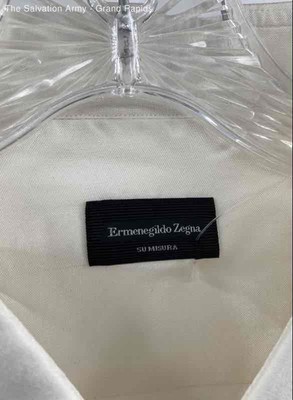 The Salvation Army - Grand Rapids
Ermenegildo Zegna
SU MISURA